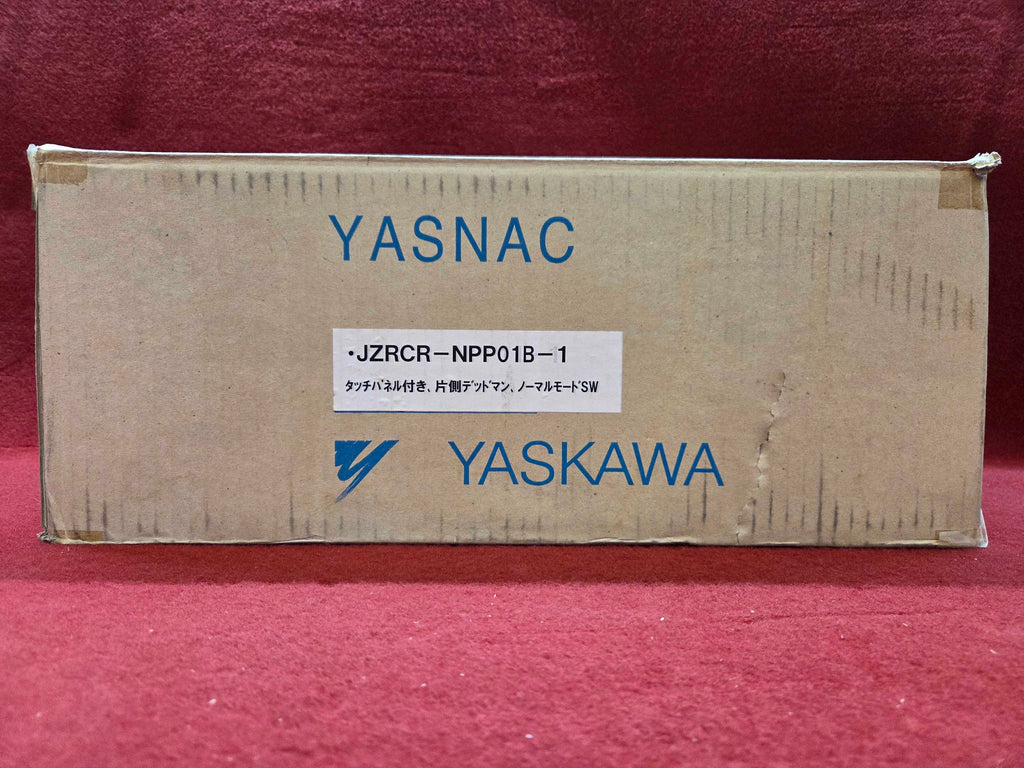 YASNAC
・JZRCR－NPP01B－1
ﾀｯﾁﾊﾟﾈﾙ付き、片側ﾃﾞｯﾄﾞﾏﾝ、ﾉｰﾏﾙﾓｰﾄﾞSW
YASKAWA